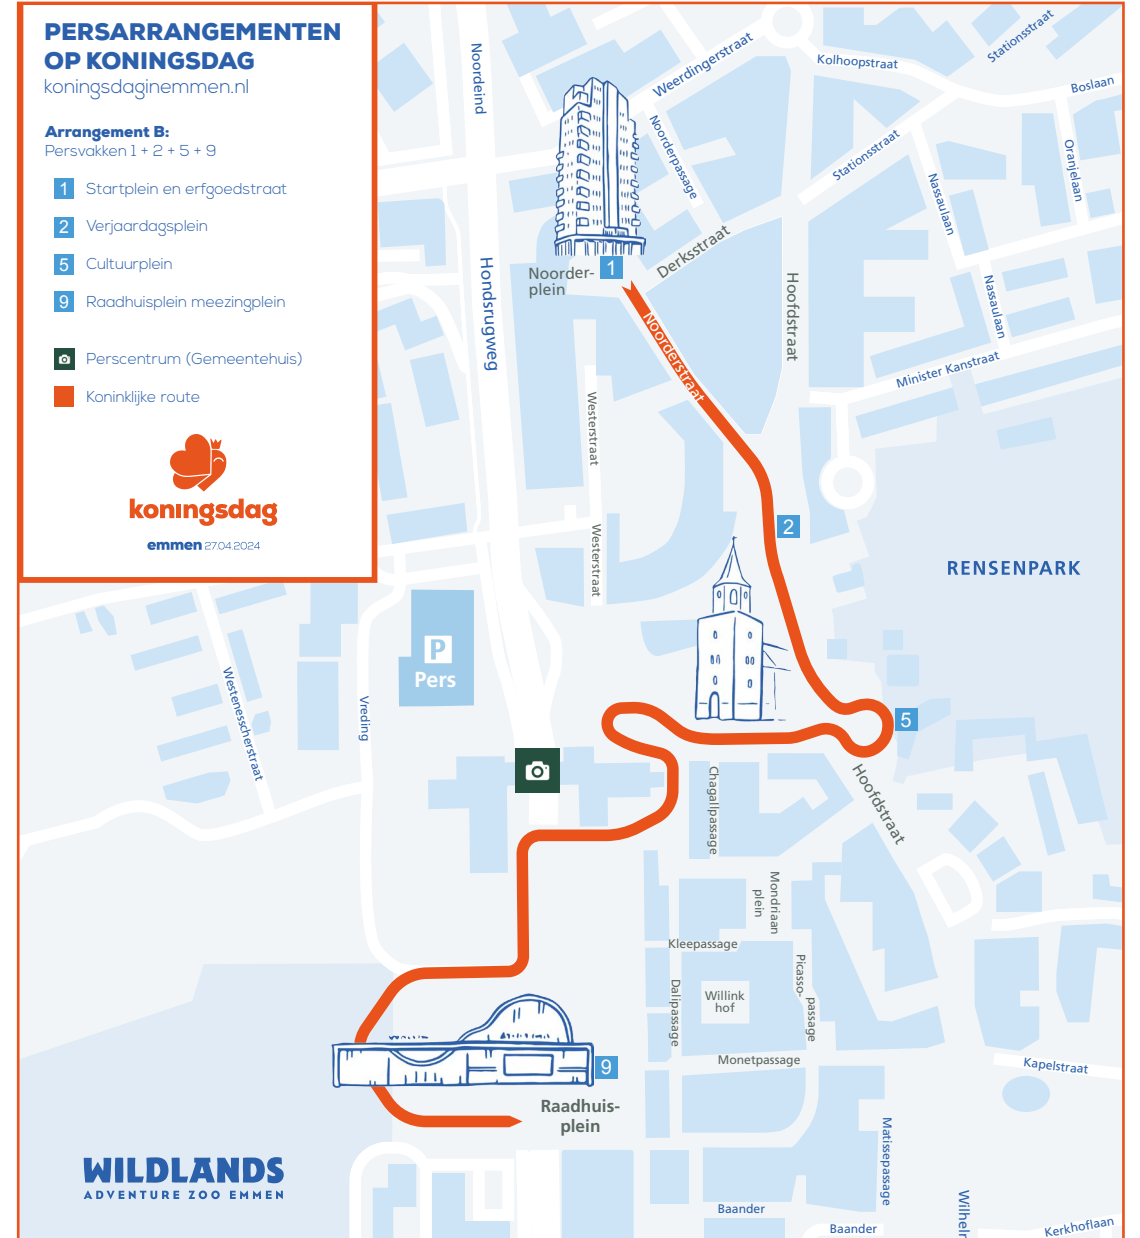 PERSARRANGEMENTEN
OP KONINGSDAG
koningsdaginemmen.nl
Arrangement B:
Persvakken 1 + 2 + 5 + 9
1 Startplein en erfgoedstraat
2 Verjaardagsplein
5 Cultuurplein
9 Raadhuisplein meezingplein
Perscentrum (Gemeentehuis)
Koninklijke route
koningsdag
emmen 27.04.2024
Noordeind
Weerdingerstraat
Kolhoopstraat
Stationsstraat
Boslaan
Noorderpassage
Stationsstraat
Oranjelaan
Nassaulaan
Derksstraat
Hondsrugweg
Noorder-
plein
1
Hoofdstraat
Nassaulaan
Noorderstraat
Minister Kanstraat
Westerstraat
2
Westerstraat
RENSENPARK
P
Pers
Westenesscherstraat
Vreding
5
Chagallpassage
Hoofdstraat
Mondriaan
plein
Kleepassage
Dalipassage
Willink
hof
Picasso-
passage
Monetpassage
Kapelstraat
9
Raadhuis-
plein
Matissepassage
WILDLANDS
ADVENTURE ZOO EMMEN
Baander
Baander
Wilhelr
Kerkhoflaan